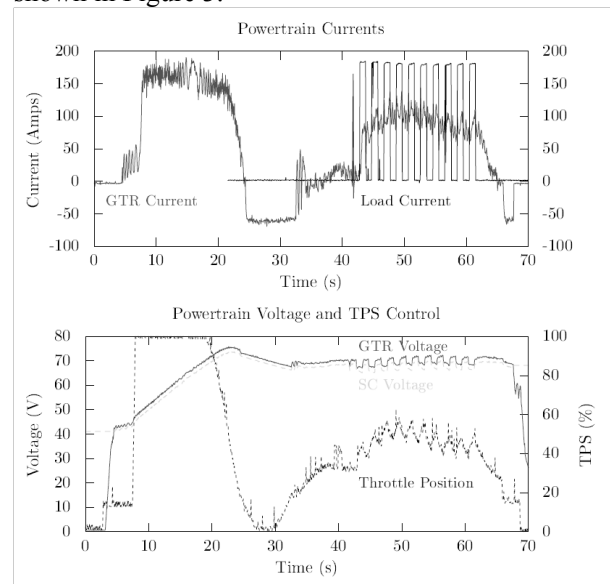 shown in Figure 5.
Powertrain Currents
200 200
150 150
100 100
50 50
0 0
-50 -50
-100 -100
Current (Amps)
GTR Current
Load Current
0 10 20 30 40 50 60 70
Time (s)
Powertrain Voltage and TPS Control
80 100
70
60 80
50 60
40
30 40
20 20
10
0 0
Voltage (V)
TPS (%)
GTR Voltage
SC Voltage
Throttle Position
0 10 20 30 40 50 60 70
Time (s)